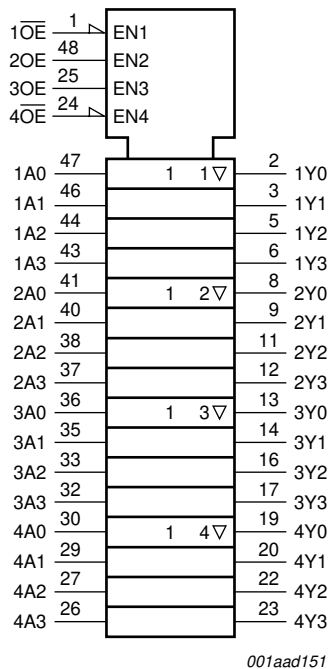 1O̅E̅ 1 EN1
2OE 48 EN2
3OE 25 EN3
4O̅E̅ 24 EN4
1A0 47 1 1▽ 2 1Y0
1A1 46 3 1Y1
1A2 44 5 1Y2
1A3 43 6 1Y3
2A0 41 1 2▽ 8 2Y0
2A1 40 9 2Y1
2A2 38 11 2Y2
2A3 37 12 2Y3
3A0 36 1 3▽ 13 3Y0
3A1 35 14 3Y1
3A2 33 16 3Y2
3A3 32 17 3Y3
4A0 30 1 4▽ 19 4Y0
4A1 29 20 4Y1
4A2 27 22 4Y2
4A3 26 23 4Y3
001aad151